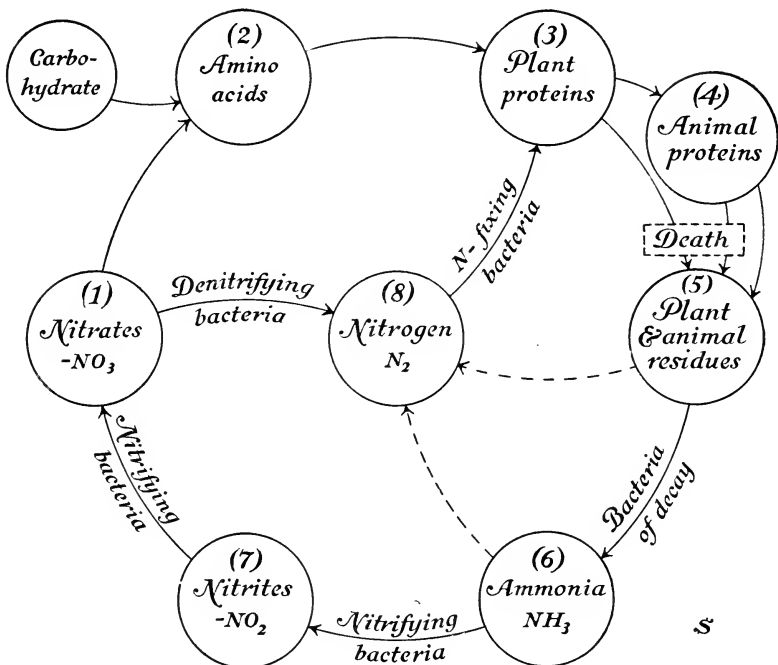 Carbo-
hydrate
(2)
Amino
acids
(3)
Plant
proteins
(4)
Animal
proteins
Death
(1)
Nitrates
-NO₃
Denitrifying
bacteria
(8)
Nitrogen
N₂
N-fixing
bacteria
(5)
Plant
&animal
residues
Nitrifying
bacteria
Bacteria
of decay
(7)
Nitrites
-NO₂
Nitrifying
bacteria
(6)
Ammonia
NH₃
S